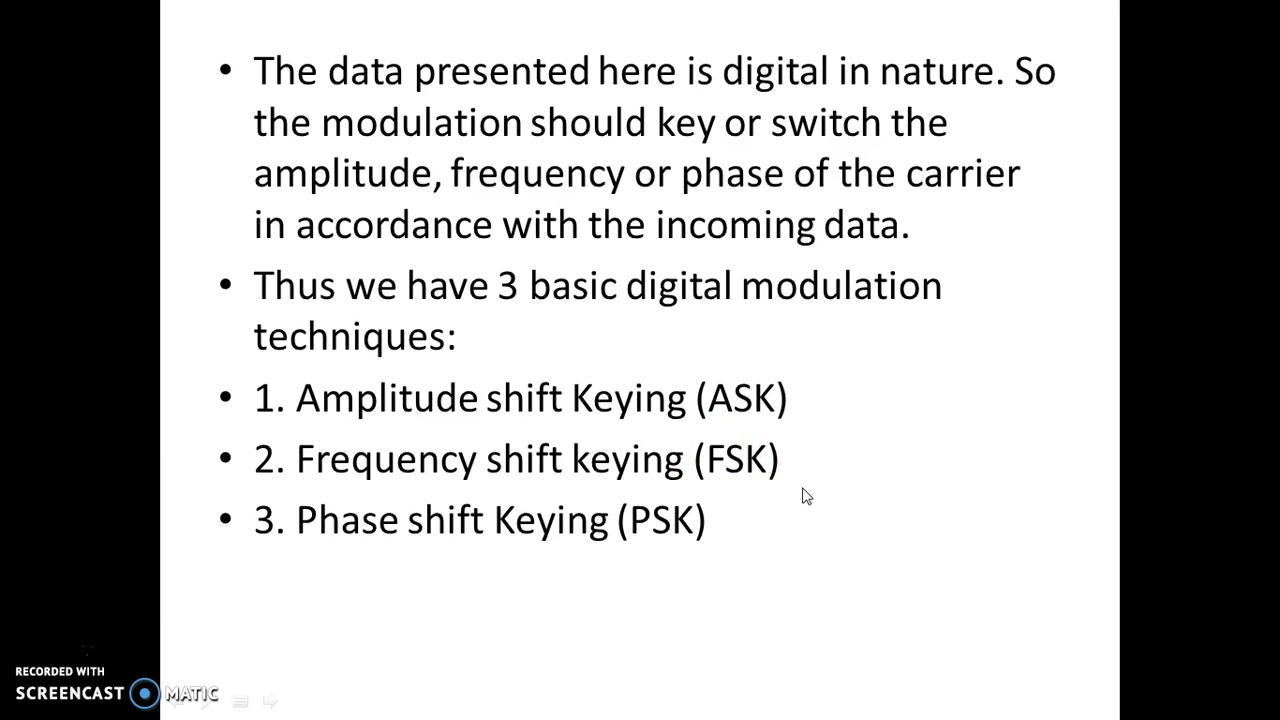 • The data presented here is digital in nature. So
the modulation should key or switch the
amplitude, frequency or phase of the carrier
in accordance with the incoming data.
• Thus we have 3 basic digital modulation
techniques:
• 1. Amplitude shift Keying (ASK)
• 2. Frequency shift keying (FSK)
• 3. Phase shift Keying (PSK)
RECORDED WITH
SCREENCAST MATIC